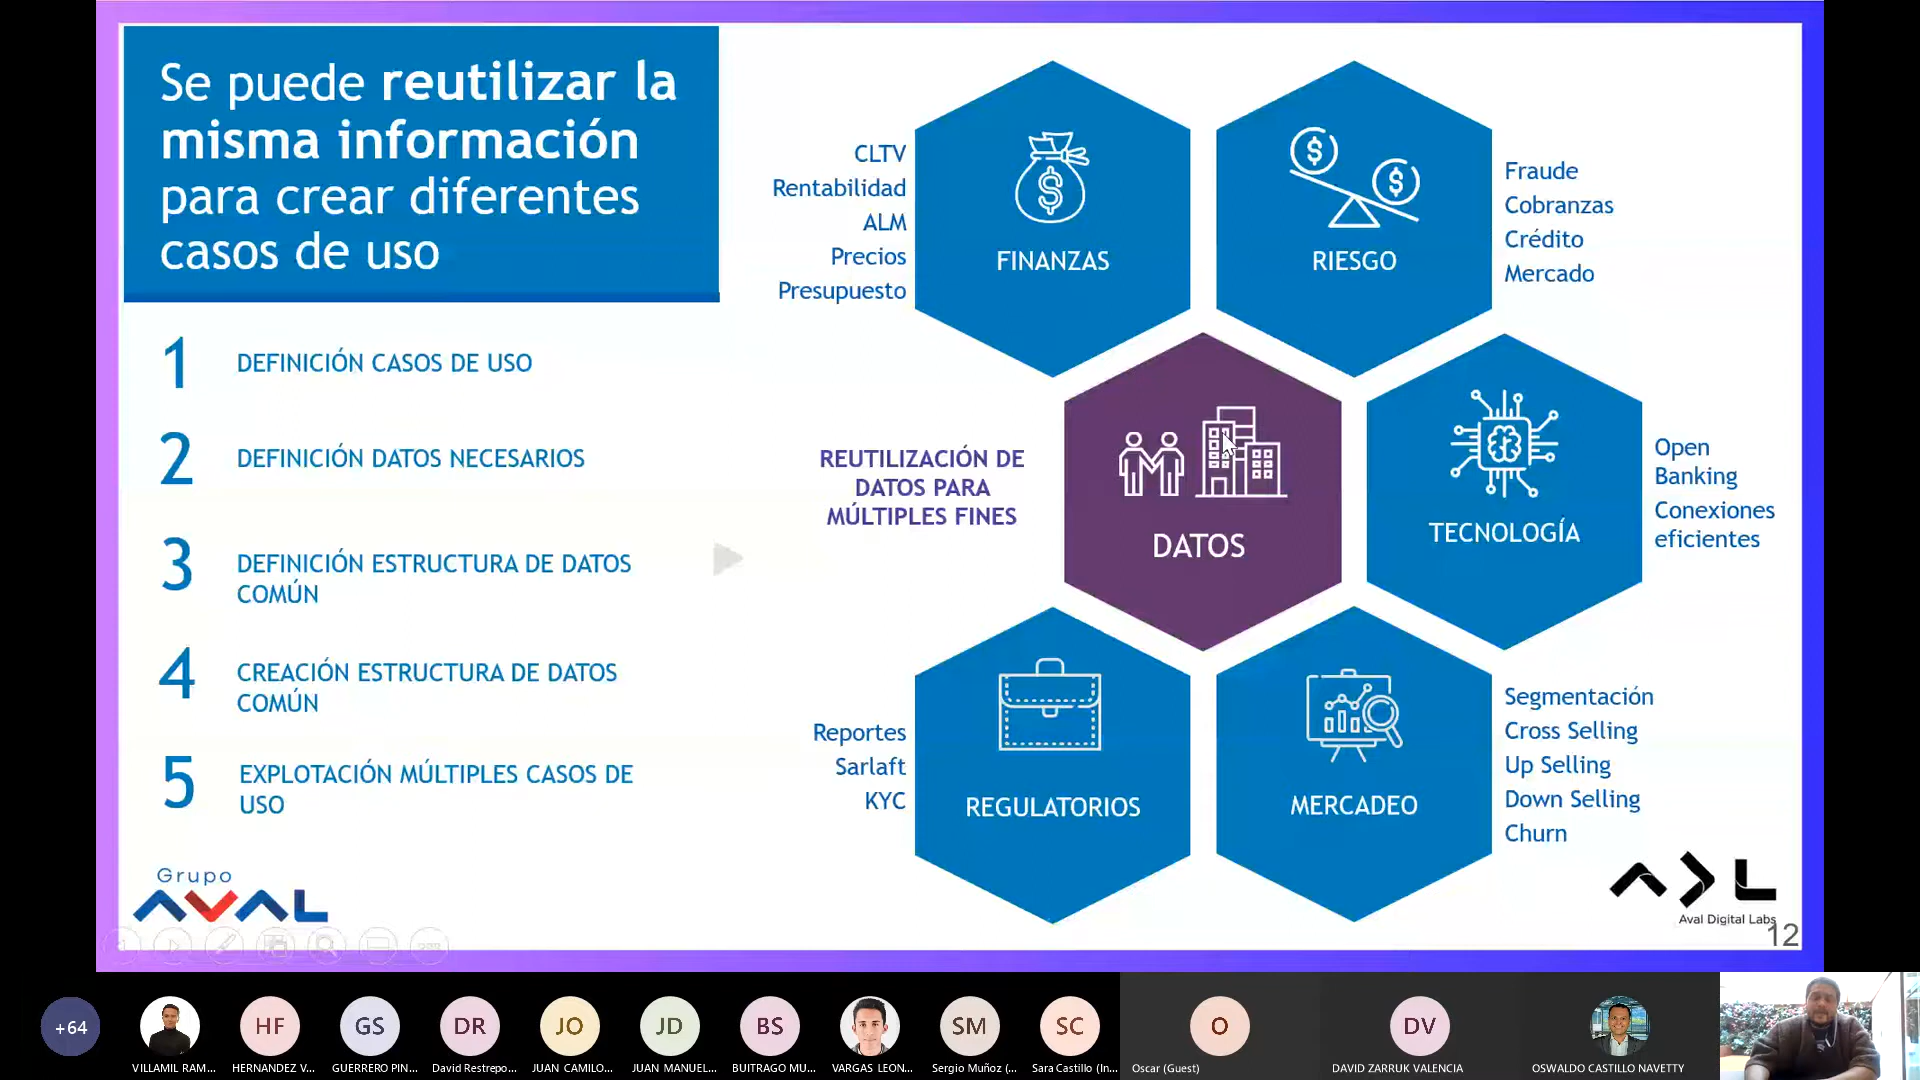 Se puede reutilizar la
misma información
para crear diferentes
casos de uso
1
DEFINICIÓN CASOS DE USO
2
DEFINICIÓN DATOS NECESARIOS
3
DEFINICIÓN ESTRUCTURA DE DATOS
COMÚN
4
CREACIÓN ESTRUCTURA DE DATOS
COMÚN
5
EXPLOTACIÓN MÚLTIPLES CASOS DE
USO
Grupo
AVAL
CLTV
Rentabilidad
ALM
Precios
Presupuesto
FINANZAS
RIESGO
Fraude
Cobranzas
Crédito
Mercado
REUTILIZACIÓN DE
DATOS PARA
MÚLTIPLES FINES
DATOS
TECNOLOGÍA
Open
Banking
Conexiones
eficientes
Reportes
Sarlaft
KYC
REGULATORIOS
MERCADEO
Segmentación
Cross Selling
Up Selling
Down Selling
Churn
ADL
Aval Digital Labs
12
+64
HF
GS
DR
JO
JD
BS
SM
SC
O
DV
VILLAMIL RAM...
HERNANDEZ V...
GUERRERO PIN...
David Restrepo...
JUAN CAMILO...
JUAN MANUEL...
BUITRAGO MU...
VARGAS LEON...
Sergio Muñoz (...
Sara Castillo (In...
Oscar (Guest)
DAVID ZARRUK VALENCIA
OSWALDO CASTILLO NAVETTY